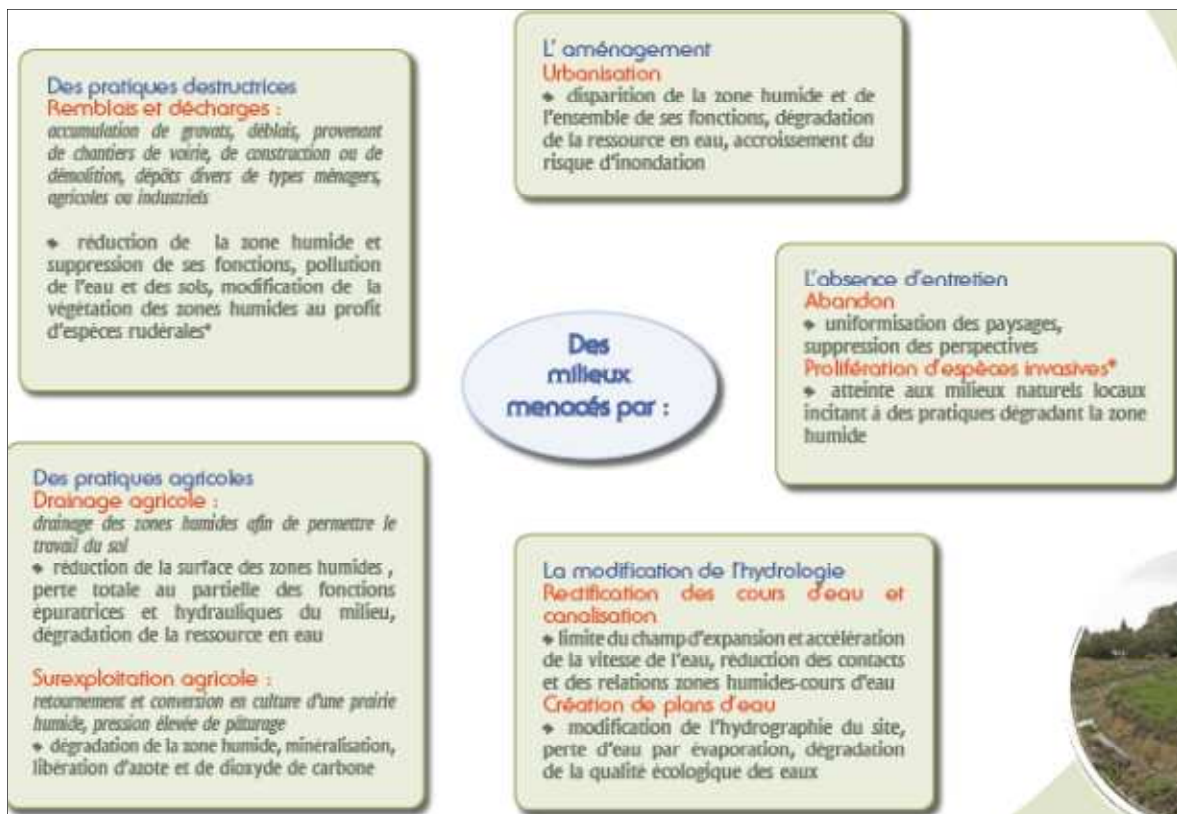 Des pratiques destructrices
Remblais et décharges :
accumulation de gravats, déblais, provenant
de chantiers de voirie, de construction ou de
démolition, dépôts divers de types ménagers,
agricoles ou industriels
◆ réduction de la zone humide et
suppression de ses fonctions, pollution
de l'eau et des sols, modification de la
végétation des zones humides au profit
d'espèces rudérales*
L' aménagement
Urbanisation
◆ disparition de la zone humide et de
l'ensemble de ses fonctions, dégradation
de la ressource en eau, accroissement du
risque d'inondation
L'absence d'entretien
Abandon
◆ uniformisation des paysages,
suppression des perspectives
Prolifération d'espèces invasives*
◆ atteinte aux milieux naturels locaux
incitant à des pratiques dégradant la zone
humide
Des
milieux
menacés par :
Des pratiques agricoles
Drainage agricole :
drainage des zones humides afin de permettre le
travail du sol
◆ réduction de la surface des zones humides ,
perte totale au partielle des fonctions
épuratrices et hydrauliques du milieu,
dégradation de la ressource en eau
Surexploitation agricole :
retournement et conversion en culture d'une prairie
humide, pression élevée de pâturage
◆ dégradation de la zone humide, minéralisation,
libération d'azote et de dioxyde de carbone
La modification de l'hydrologie
Rectification des cours d'eau et
canalisation
◆ limite du champ d'expansion et accélération
de la vitesse de l'eau, réduction des contacts
et des relations zones humides-cours d'eau
Création de plans d'eau
◆ modification de l'hydrographie du site,
perte d'eau par évaporation, dégradation
de la qualité écologique des eaux